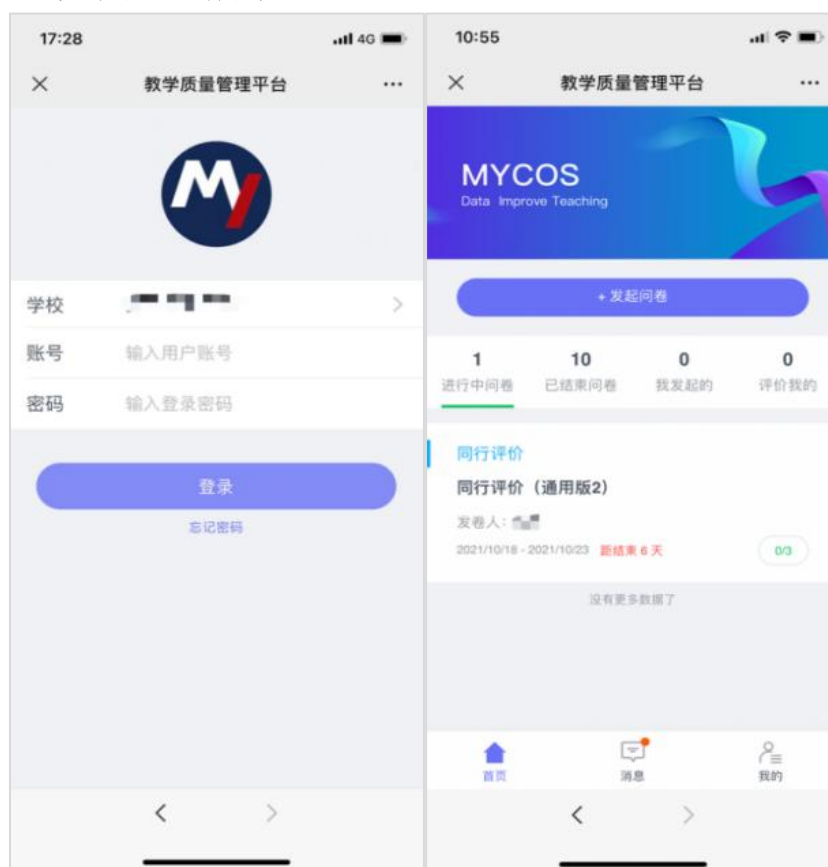 17:28
4G
教学质量管理平台
学校
账号
输入用户账号
密码
输入登录密码
登录
忘记密码
10:55
教学质量管理平台
MYCOS
Data Improve Teaching
+ 发起问卷
1
10
0
0
进行中问卷
已结束问卷
我发起的
评价我的
同行评价
同行评价(通用版2)
发卷人:
2021/10/18 - 2021/10/23 距结束 6 天
0/3
没有更多数据了
首页
消息
我的